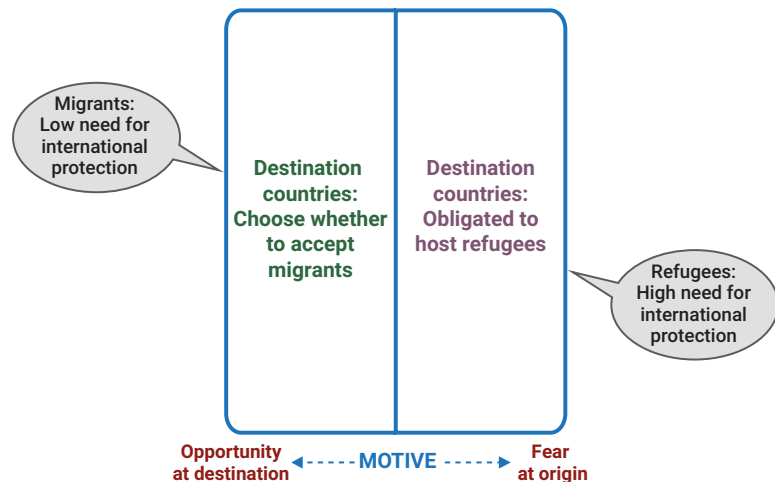 Migrants:
Low need for
international
protection
Destination
countries:
Choose whether
to accept
migrants
Destination
countries:
Obligated to
host refugees
Refugees:
High need for
international
protection
Opportunity
at destination
MOTIVE
Fear
at origin